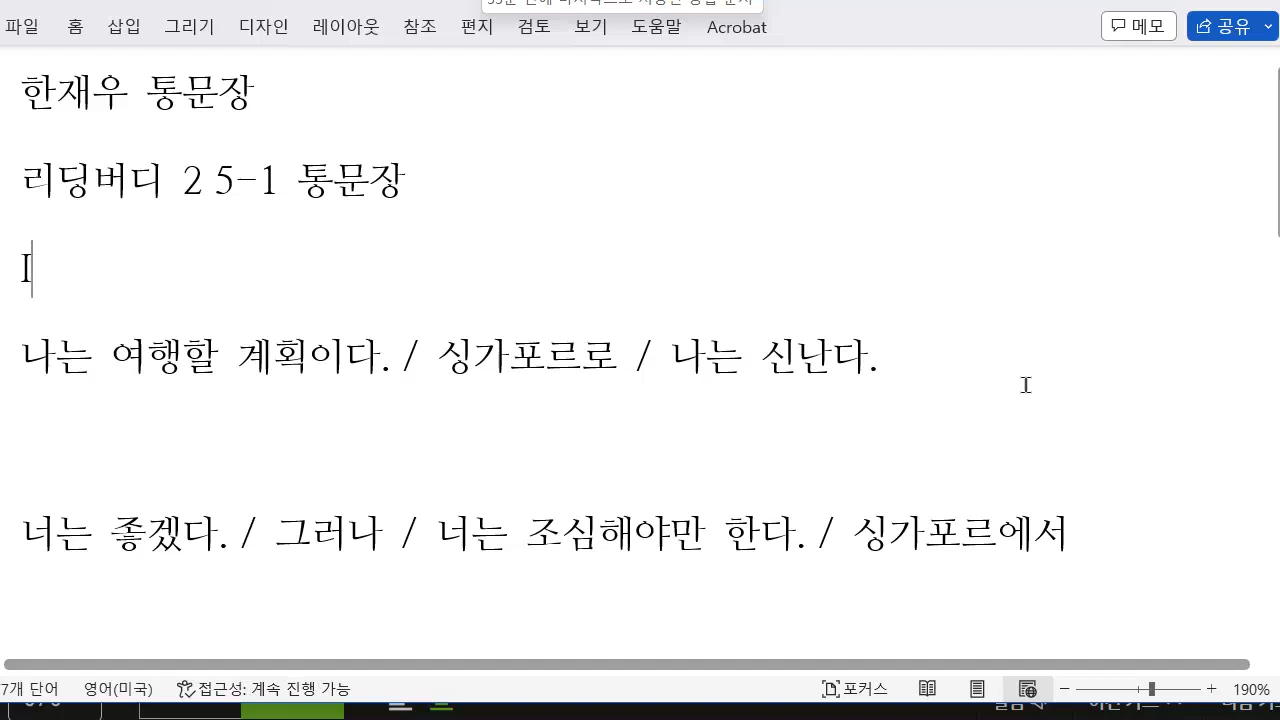 파일 홈 삽입 그리기 디자인 레이아웃 참조 편지 검토 보기 도움말 Acrobat 메모 공유
한재우 통문장
리딩버디 2 5-1 통문장
I
나는 여행할 계획이다. / 싱가포르로 / 나는 신난다.
너는 좋겠다. / 그러나 / 너는 조심해야만 한다. / 싱가포르에서
7개 단어 영어(미국) 접근성: 계속 진행 가능 포커스 190%